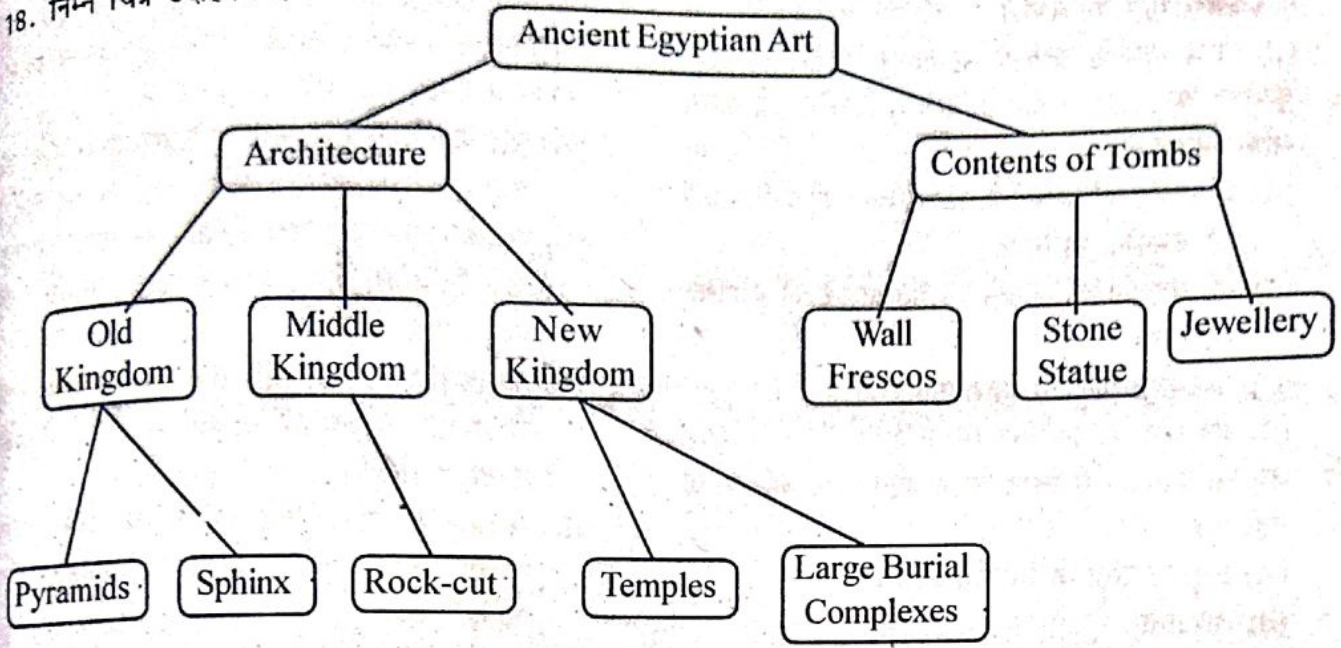 18. निम्न चित्र
Ancient Egyptian Art
Architecture
Contents of Tombs
Old
Kingdom
Middle
Kingdom
New
Kingdom
Wall
Frescos
Stone
Statue
Jewellery
Pyramids
Sphinx
Rock-cut
Temples
Large Burial
Complexes